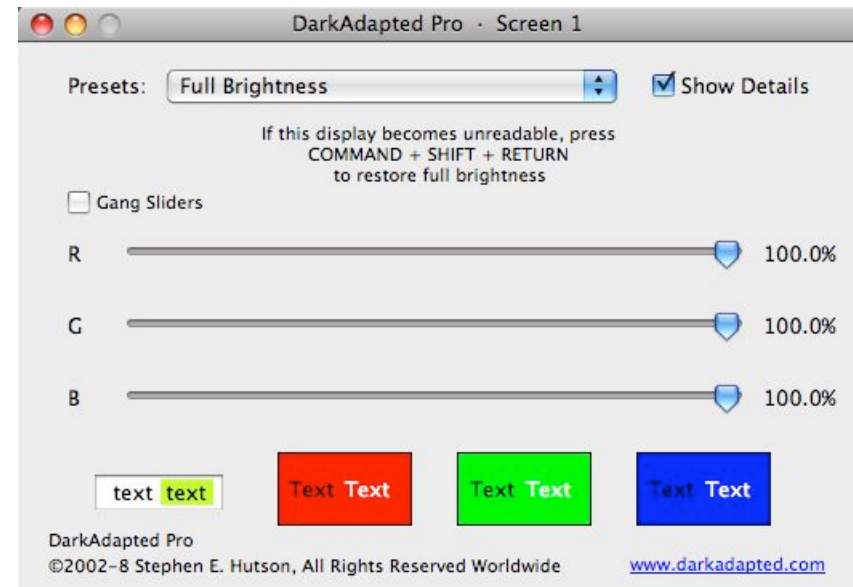 DarkAdapted Pro · Screen 1
Presets: Full Brightness Show Details
If this display becomes unreadable, press
COMMAND + SHIFT + RETURN
to restore full brightness
Gang Sliders
R 100.0%
G 100.0%
B 100.0%
text text Text Text Text Text Text Text
DarkAdapted Pro
©2002-8 Stephen E. Hutson, All Rights Reserved Worldwide www.darkadapted.com